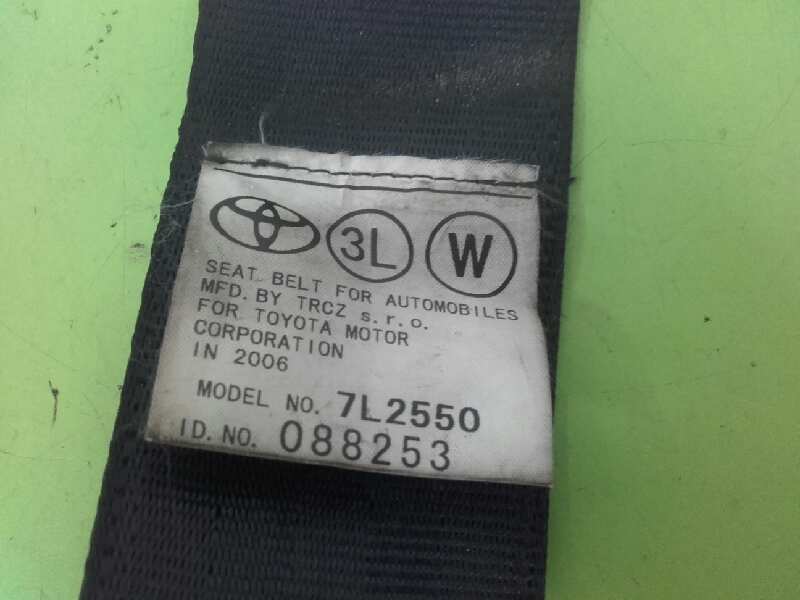 3L W
SEAT BELT FOR AUTOMOBILES
MFD. BY TRCZ s.r.o.
FOR TOYOTA MOTOR
CORPORATION
IN 2006
MODEL NO. 7L2550
ID. NO. 088253